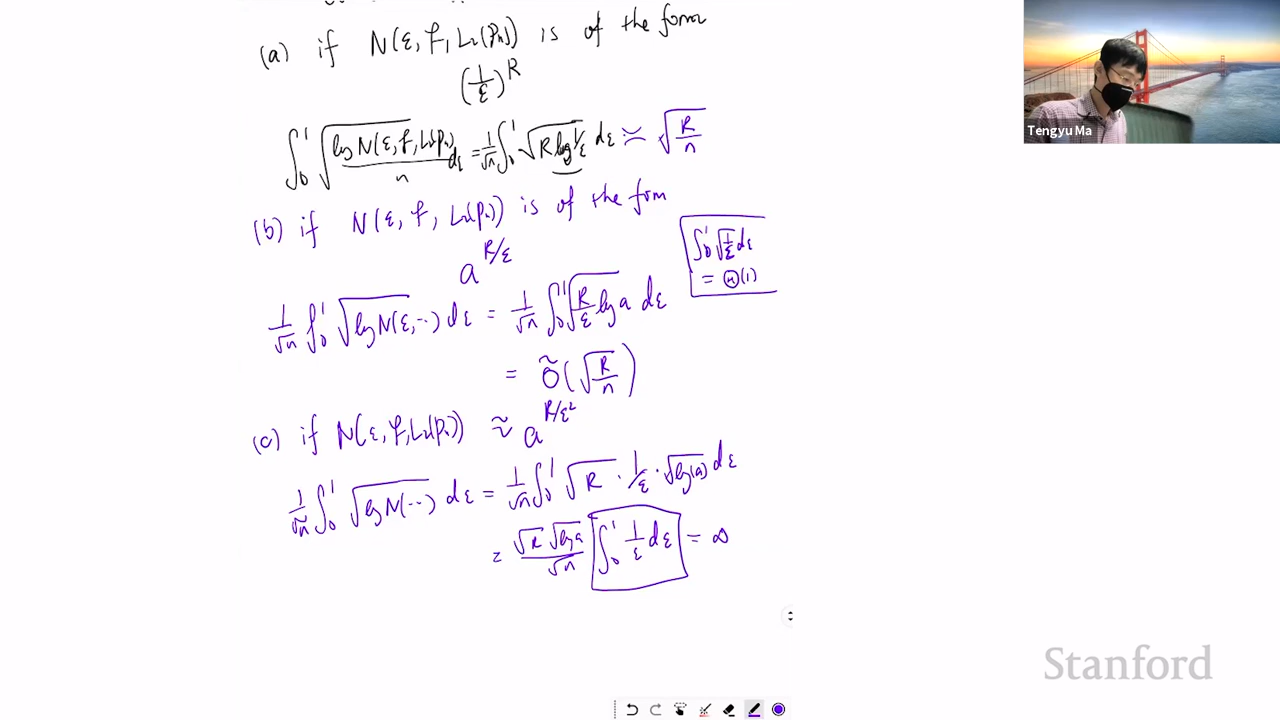 (a) if N(ε, F, L₂(Pₙ)) is of the form
(1/ε)^R
∫₀¹ √(log N(ε, F, L₂(Pₙ))/n) dε = 1/√n ∫₀¹ √(R log 1/ε) dε ≍ √(R/n)
(b) if N(ε, F, L₂(Pₙ)) is of the form
a^(R/ε)
∫₀¹ √(1/ε) dε
= Θ(1)
1/√n ∫₀¹ √(log N(ε, ··)) dε = 1/√n ∫₀¹ √(R/ε log a) dε
= Õ(√(R/n))
(c) if N(ε, F, L₂(Pₙ)) ≈ a^(R/ε²)
1/√n ∫₀¹ √(log N(···)) dε = 1/√n ∫₀¹ √R · 1/ε · √(log(a)) dε
= √R √(log a)/√n ∫₀¹ 1/ε dε = ∞
Tengyu Ma
Stanford